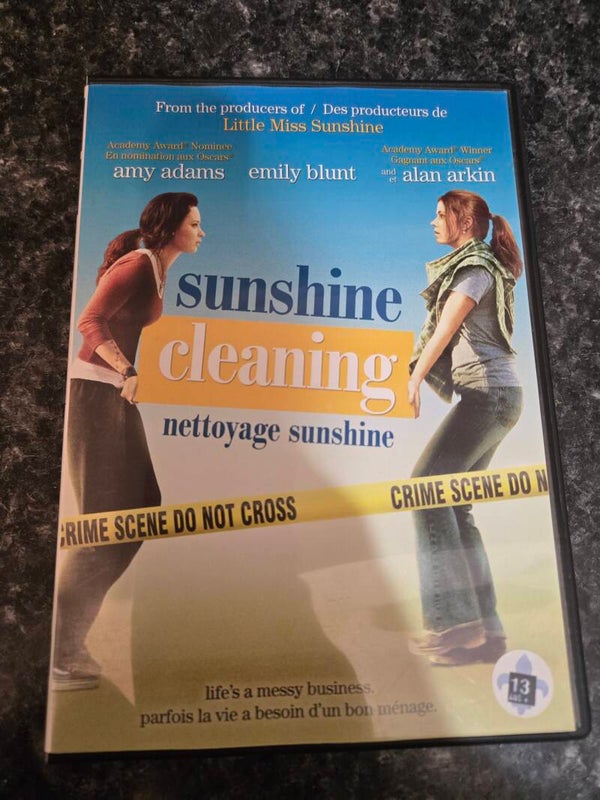 From the producers of / Des producteurs de
Little Miss Sunshine
Academy Award® Nominee
En nomination aux Oscars®
amy adams
emily blunt
Academy Award® Winner
Gagnant aux Oscars®
and
et
alan arkin
sunshine
cleaning
nettoyage sunshine
CRIME SCENE DO NOT CROSS
CRIME SCENE DO N
life's a messy business.
parfois la vie a besoin d'un bon ménage.
13
ans +